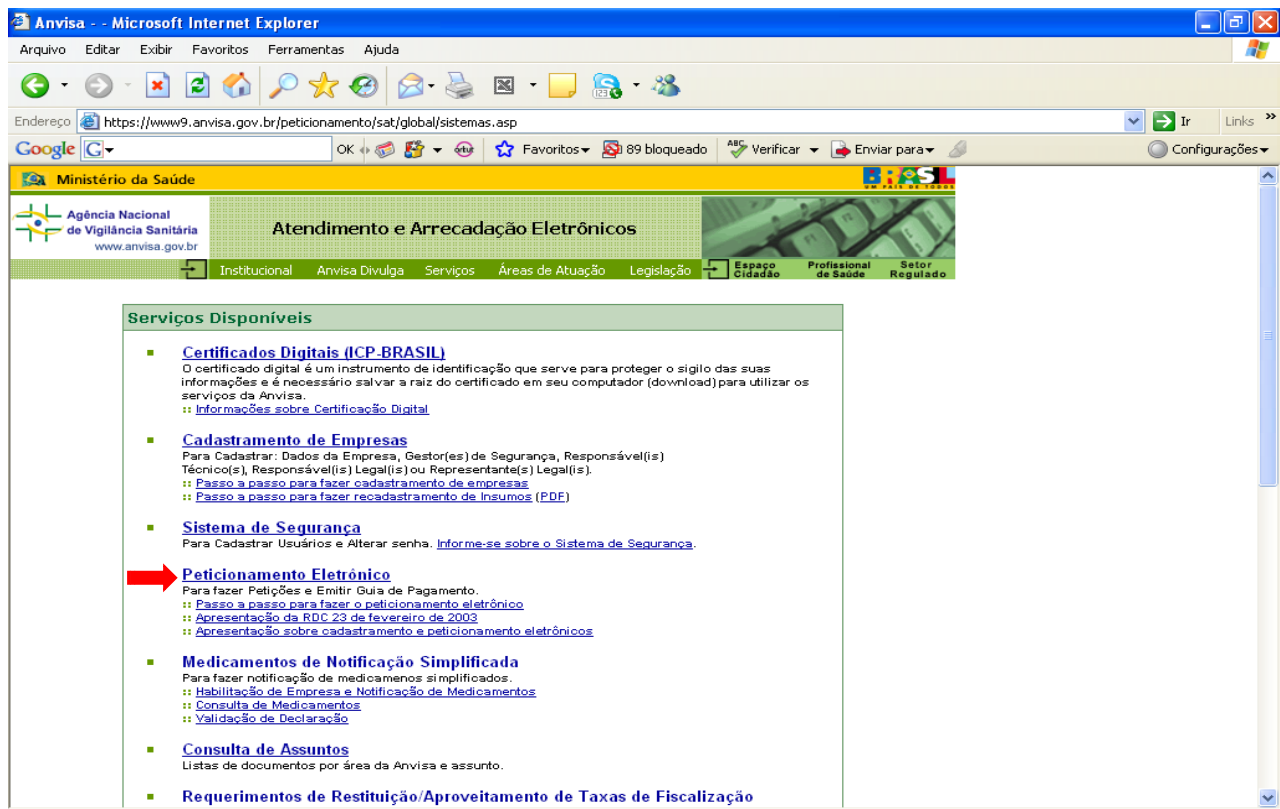 Anvisa - - Microsoft Internet Explorer
Arquivo Editar Exibir Favoritos Ferramentas Ajuda
Endereço https://www9.anvisa.gov.br/peticionamento/sat/global/sistemas.asp Ir Links »
Google G OK Favoritos 89 bloqueado ABC Verificar Enviar para Configurações
Ministério da Saúde BRASIL
UM PAÍS DE TODOS
Agência Nacional
de Vigilância Sanitária
www.anvisa.gov.br
Atendimento e Arrecadação Eletrônicos
Institucional Anvisa Divulga Serviços Áreas de Atuação Legislação Espaço Cidadão Profissional de Saúde Setor Regulado
Serviços Disponíveis
Certificados Digitais (ICP-BRASIL)
O certificado digital é um instrumento de identificação que serve para proteger o sigilo das suas
informações e é necessário salvar a raiz do certificado em seu computador (download) para utilizar os
serviços da Anvisa.
:: Informações sobre Certificação Digital
Cadastramento de Empresas
Para Cadastrar: Dados da Empresa, Gestor(es) de Segurança, Responsável(is)
Técnico(s), Responsável(is) Legal(is) ou Representante(s) Legal(is).
:: Passo a passo para fazer cadastramento de empresas
:: Passo a passo para fazer recadastramento de Insumos (PDF)
Sistema de Segurança
Para Cadastrar Usuários e Alterar senha. Informe-se sobre o Sistema de Segurança.
Peticionamento Eletrônico
Para fazer Petições e Emitir Guia de Pagamento.
:: Passo a passo para fazer o peticionamento eletrônico
:: Apresentação da RDC 23 de fevereiro de 2003
:: Apresentação sobre cadastramento e peticionamento eletrônicos
Medicamentos de Notificação Simplificada
Para fazer notificação de medicamenos simplificados.
:: Habilitação de Empresa e Notificação de Medicamentos
:: Consulta de Medicamentos
:: Validação de Declaração
Consulta de Assuntos
Listas de documentos por área da Anvisa e assunto.
Requerimentos de Restituição/Aproveitamento de Taxas de Fiscalização